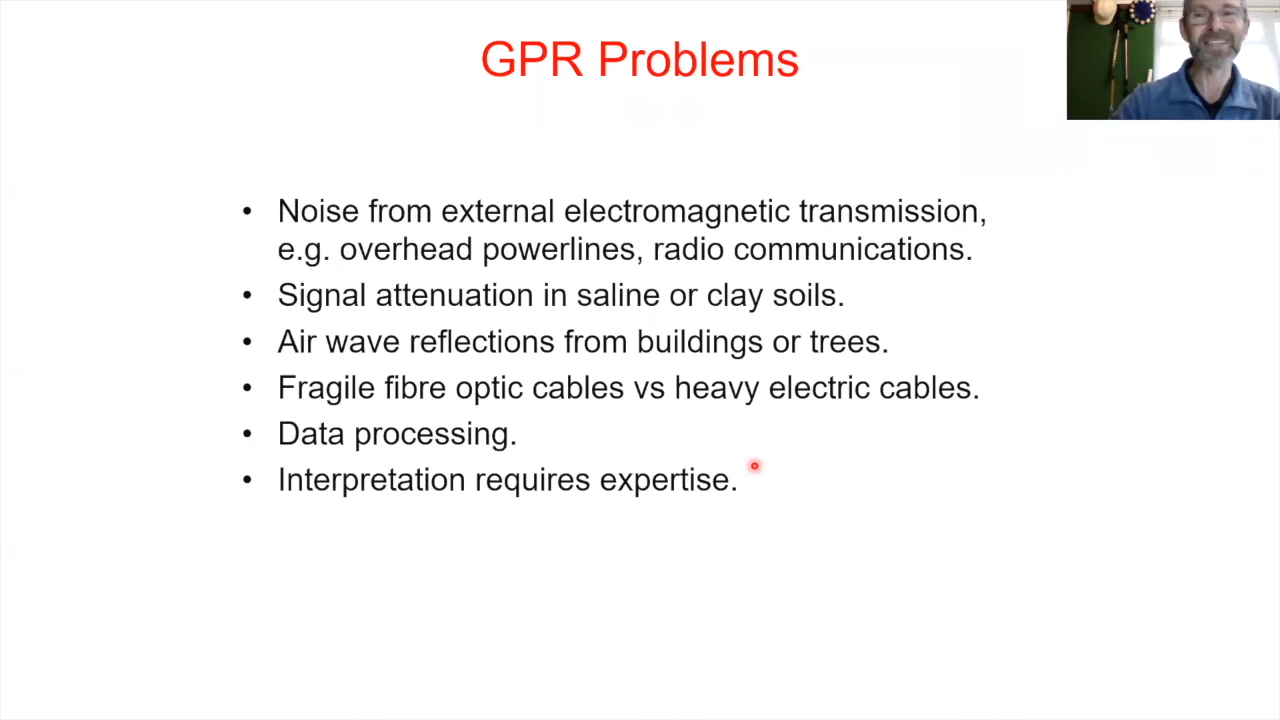 GPR Problems
• Noise from external electromagnetic transmission,
e.g. overhead powerlines, radio communications.
• Signal attenuation in saline or clay soils.
• Air wave reflections from buildings or trees.
• Fragile fibre optic cables vs heavy electric cables.
• Data processing.
• Interpretation requires expertise.